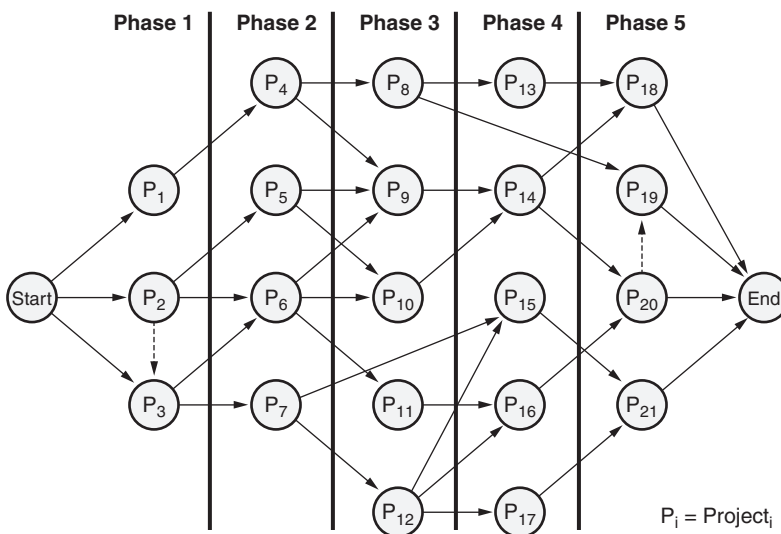 Phase 1 Phase 2 Phase 3 Phase 4 Phase 5
P₄ P₈ P₁₃ P₁₈
P₁ P₅ P₉ P₁₄ P₁₉
Start P₂ P₆ P₁₀ P₁₅ P₂₀ End
P₃ P₇ P₁₁ P₁₆ P₂₁
P₁₂ P₁₇
Pᵢ = Projectᵢ